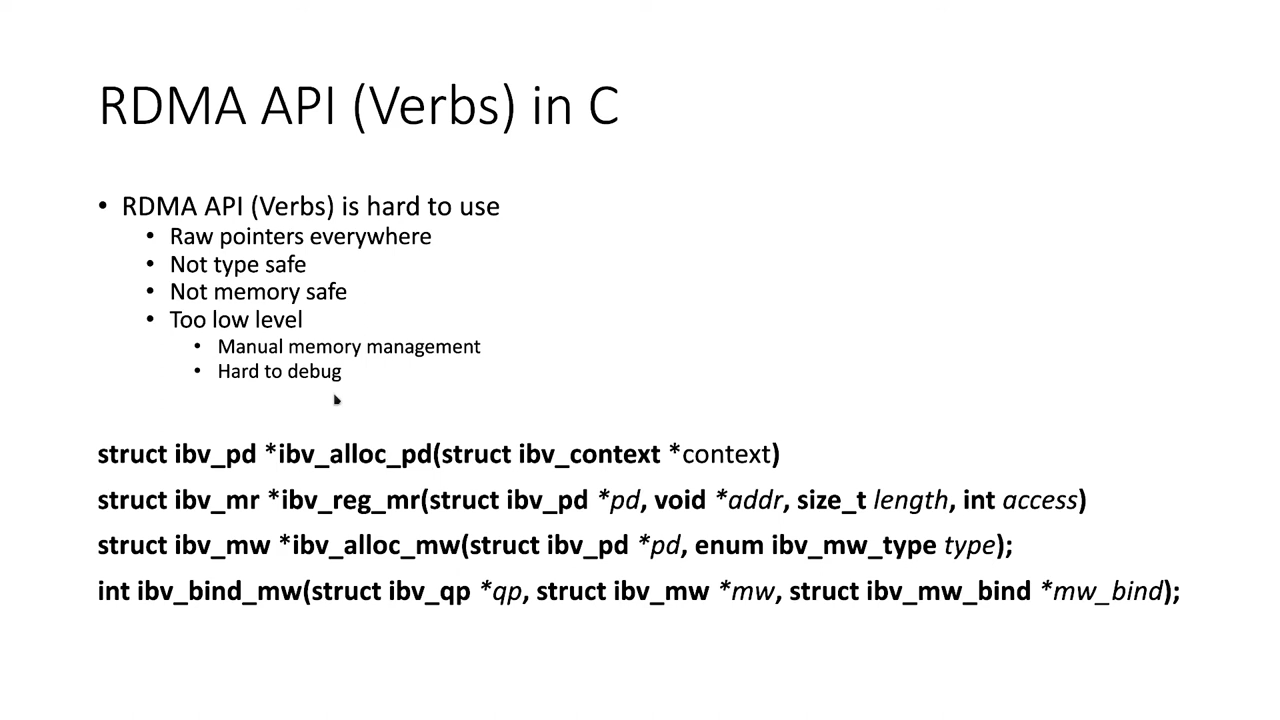 RDMA API (Verbs) in C
• RDMA API (Verbs) is hard to use
• Raw pointers everywhere
• Not type safe
• Not memory safe
• Too low level
• Manual memory management
• Hard to debug
struct ibv_pd *ibv_alloc_pd(struct ibv_context *context)
struct ibv_mr *ibv_reg_mr(struct ibv_pd *pd, void *addr, size_t length, int access)
struct ibv_mw *ibv_alloc_mw(struct ibv_pd *pd, enum ibv_mw_type type);
int ibv_bind_mw(struct ibv_qp *qp, struct ibv_mw *mw, struct ibv_mw_bind *mw_bind);